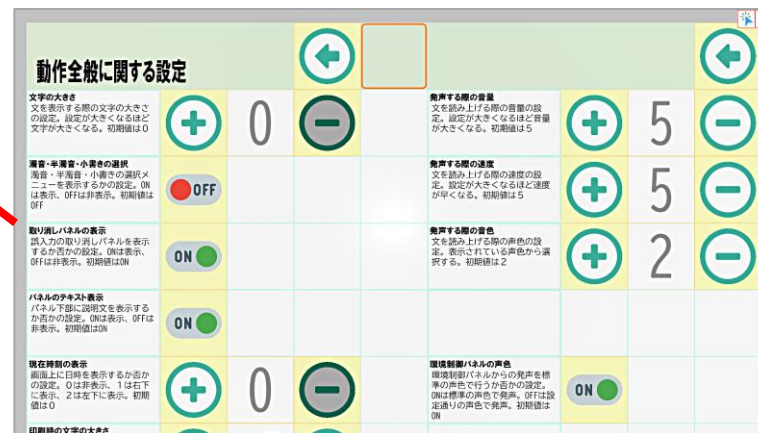 動作全般に関する設定
文字の大きさ
文を表示する際の文字の大きさ
の設定。設定が大きくなるほど
文字が大きくなる。初期値は０
0
濁音・半濁音・小書きの選択
濁音・半濁音・小書きの選択メ
ニューを表示するかの設定。ON
は表示、OFFは非表示。初期値は
OFF
OFF
取り消しパネルの表示
誤入力の取り消しパネルを表示
するか否かの設定。ONは表示、
OFFは非表示。初期値はON
ON
パネルのテキスト表示
パネル下部に説明文を表示する
か否かの設定。ONは表示、OFFは
非表示。初期値はON
ON
現在時刻の表示
画面上に日時を表示するか否か
の設定。０は非表示、１は右下
に表示、２は左下に表示。初期
値は０
0
印刷時の文字の大きさ
発声する際の音量
文を読み上げる際の音量の設
定。設定が大きくなるほど音量
が大きくなる。初期値は５
5
発声する際の速度
文を読み上げる際の速度の設
定。設定が大きくなるほど速度
が早くなる。初期値は５
5
発声する際の音色
文を読み上げる際の声色の設
定。表示されている声色から選
択する。初期値は２
2
環境制御パネルの声色
環境制御パネルからの発声を標
準の声色で行うか否かの設定。
ONは標準の声色で発声。OFFは設
定通りの声色で発声。初期値は
ON
ON